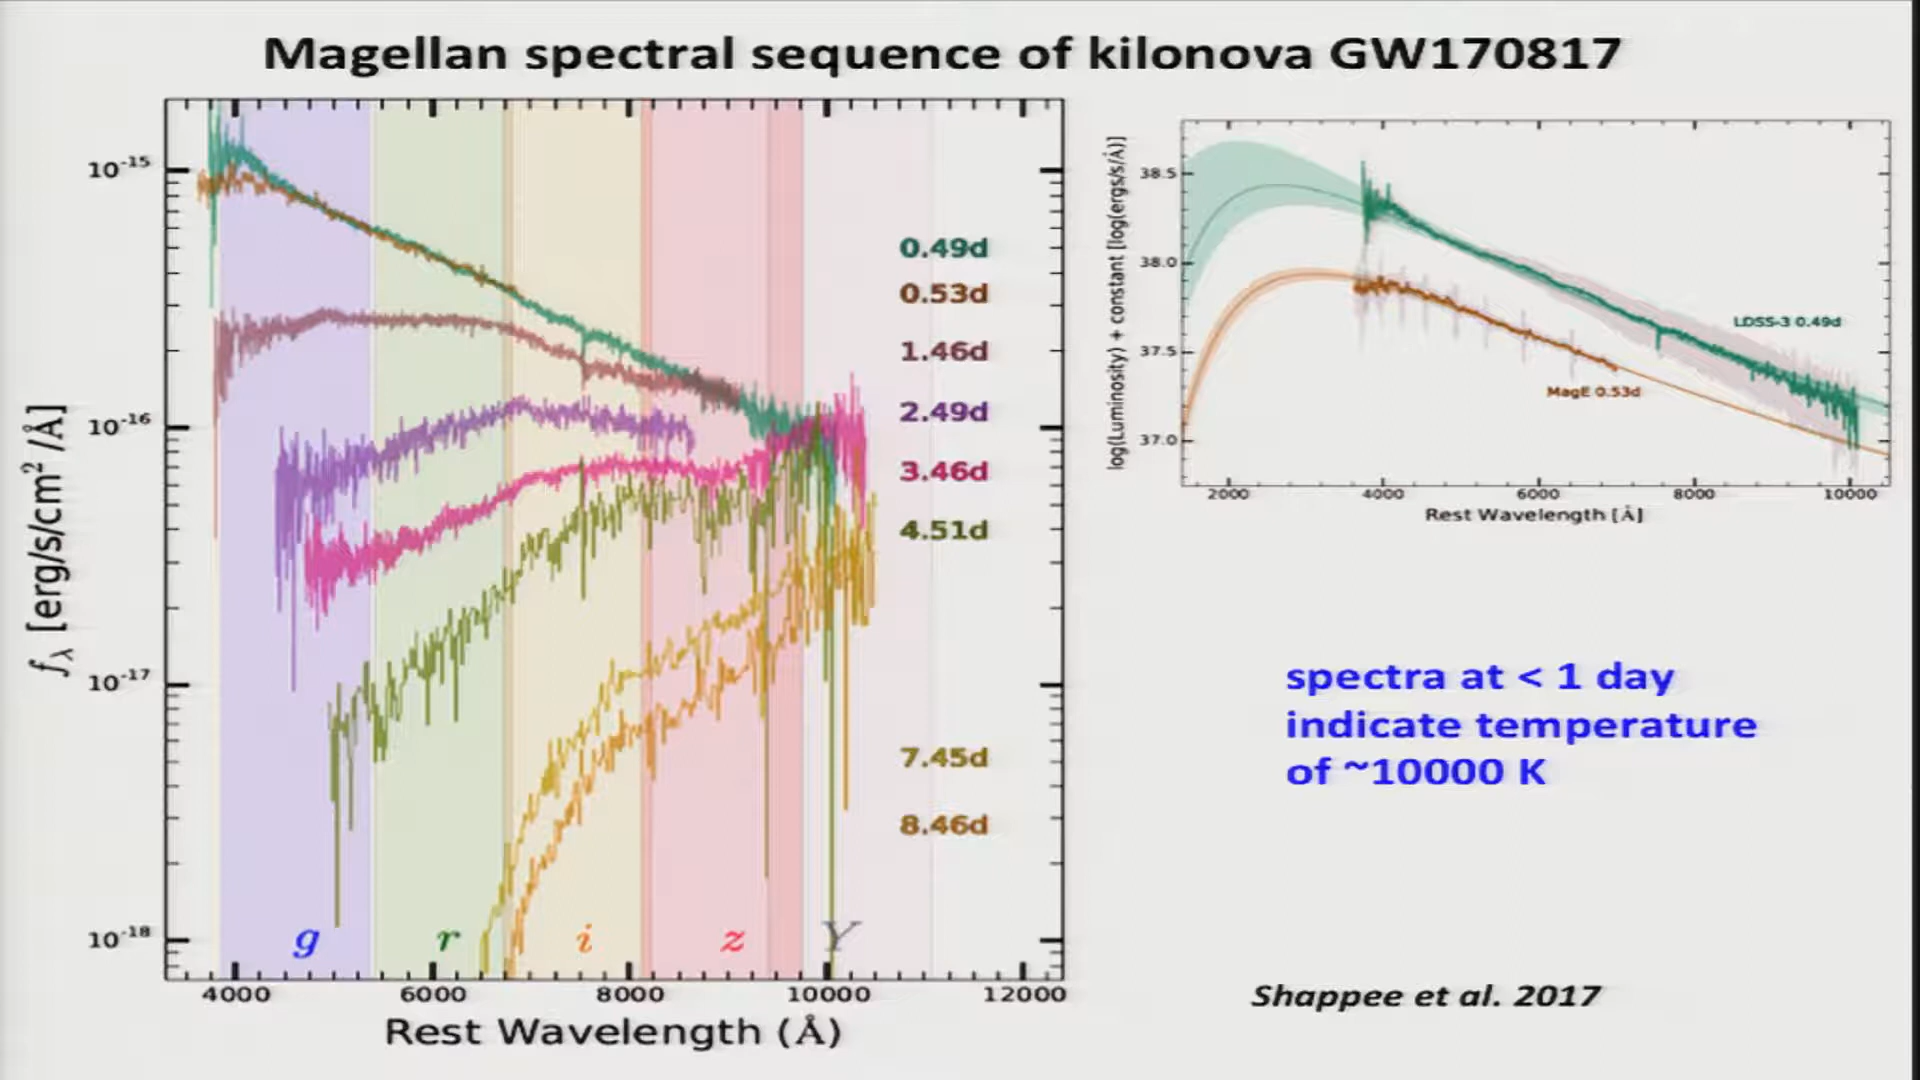 Magellan spectral sequence of kilonova GW170817
10⁻¹⁵
10⁻¹⁶
10⁻¹⁷
10⁻¹⁸
fλ [erg/s/cm² /Å]
0.49d
0.53d
1.46d
2.49d
3.46d
4.51d
7.45d
8.46d
g r i z Y
4000 6000 8000 10000 12000
Rest Wavelength (Å)
log(Luminosity) + constant [log(ergs/s/Å)]
38.5
38.0
37.5
37.0
LDSS-3 0.49d
MagE 0.53d
2000 4000 6000 8000 10000
Rest Wavelength [Å]
spectra at < 1 day
indicate temperature
of ~10000 K
Shappee et al. 2017